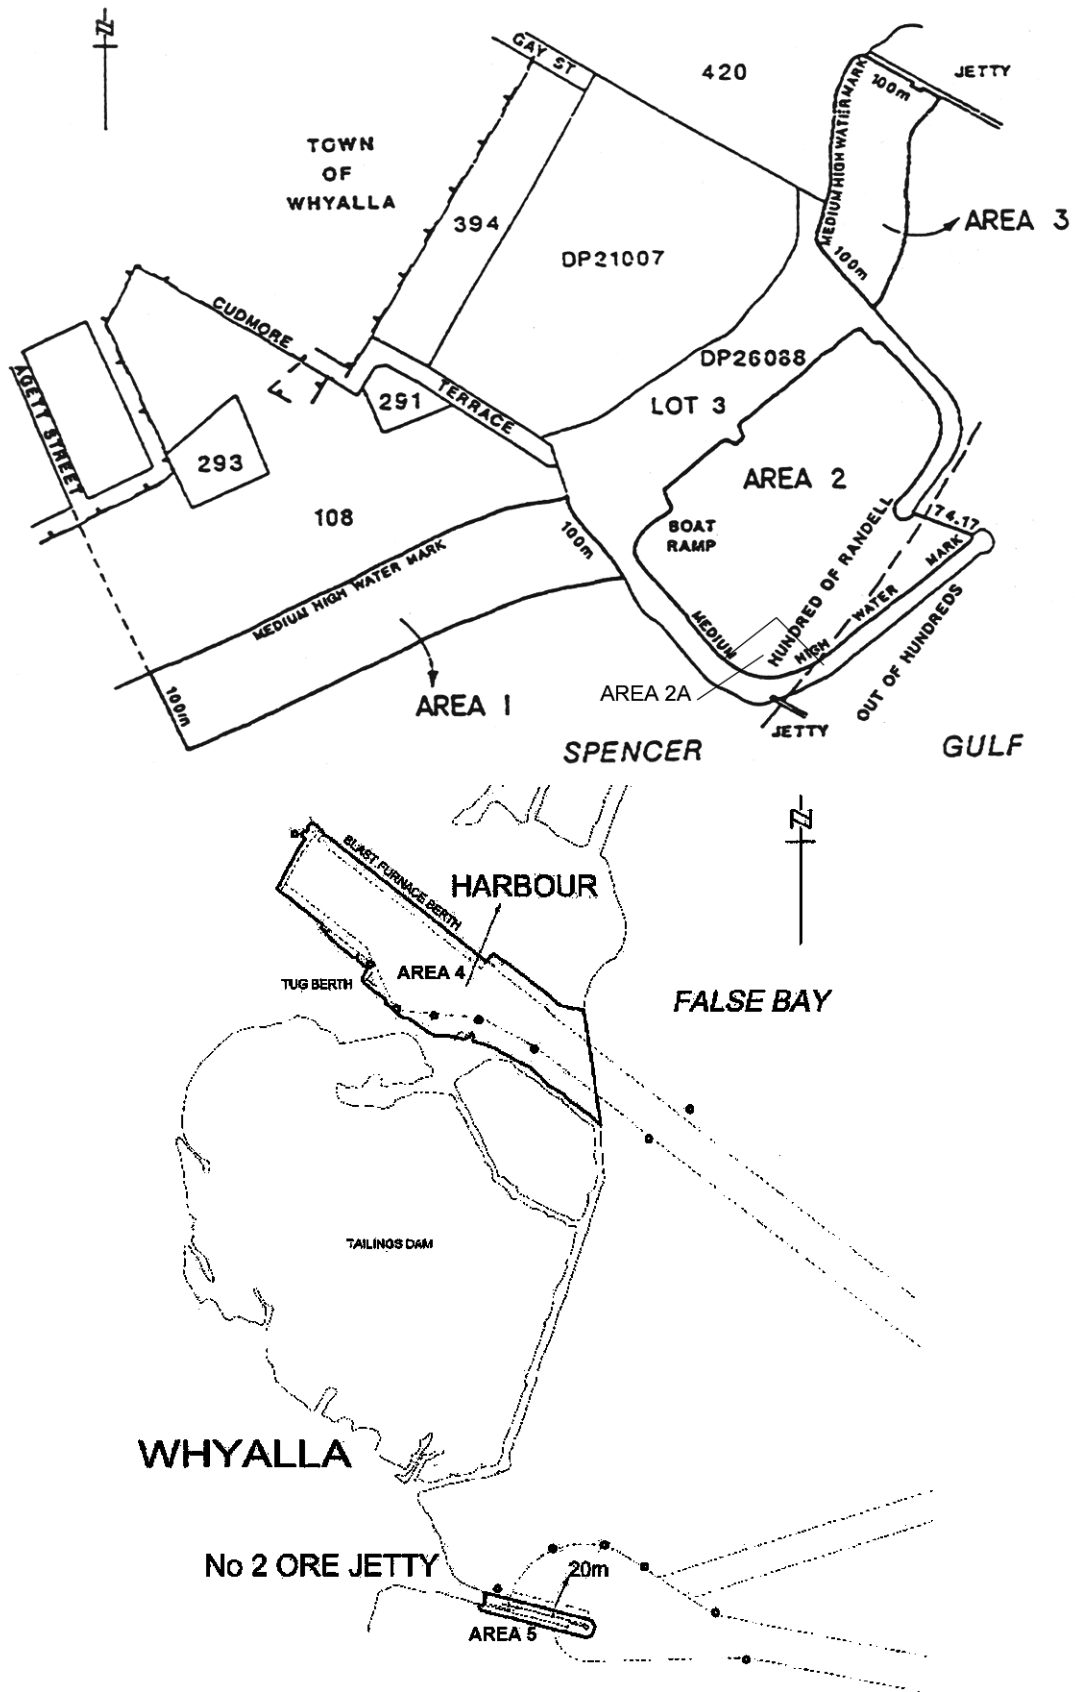 N
GAY ST
420
JETTY
100m
MEDIUM HIGH WATER MARK
TOWN
OF
WHYALLA
394
DP21007
AREA 3
100m
CUDMORE
TERRACE
DP26088
LOT 3
291
AGETT STREET
293
AREA 2
108
BOAT
RAMP
100m
HUNDRED OF RANDELL
174.17
MEDIUM HIGH WATER MARK
MEDIUM HIGH WATER MARK
OUT OF HUNDREDS
100m
AREA 1
AREA 2A
JETTY
SPENCER GULF
N
BLAST FURNACE BERTH
HARBOUR
AREA 4
TUG BERTH
FALSE BAY
TAILINGS DAM
WHYALLA
No 2 ORE JETTY
20m
AREA 5